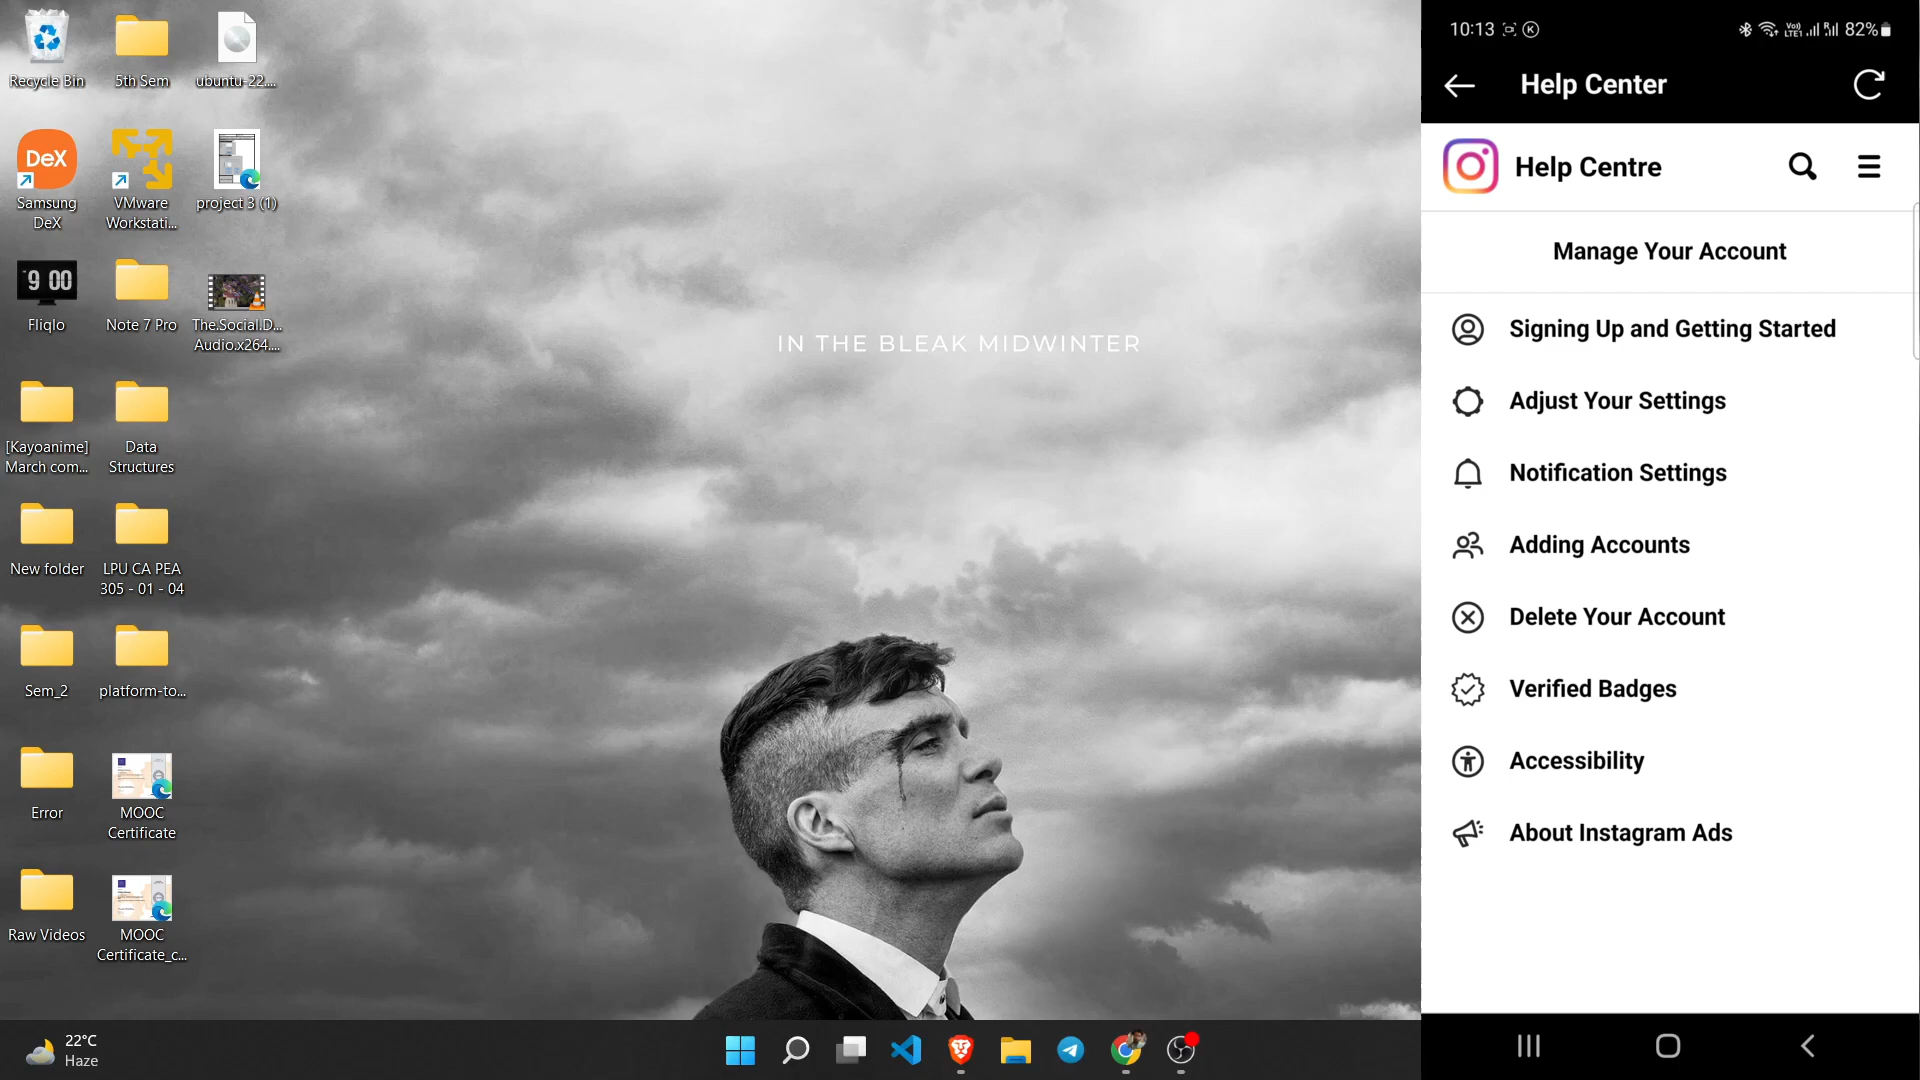 Recycle Bin
5th Sem
ubuntu-22....
DeX
Samsung
DeX
VMware
Workstati...
project 3 (1)
9 00
Fliqlo
Note 7 Pro
The.Social.D...
Audio.x264....
[Kayoanime]
March com...
Data
Structures
New folder
LPU CA PEA
305 - 01 - 04
Sem_2
platform-to...
Error
MOOC
Certificate
Raw Videos
MOOC
Certificate_c...
IN THE BLEAK MIDWINTER
22°C
Haze
10:13
K
Vo))
LTE1
R
82%
Help Center
Help Centre
Manage Your Account
Signing Up and Getting Started
Adjust Your Settings
Notification Settings
Adding Accounts
Delete Your Account
Verified Badges
Accessibility
About Instagram Ads